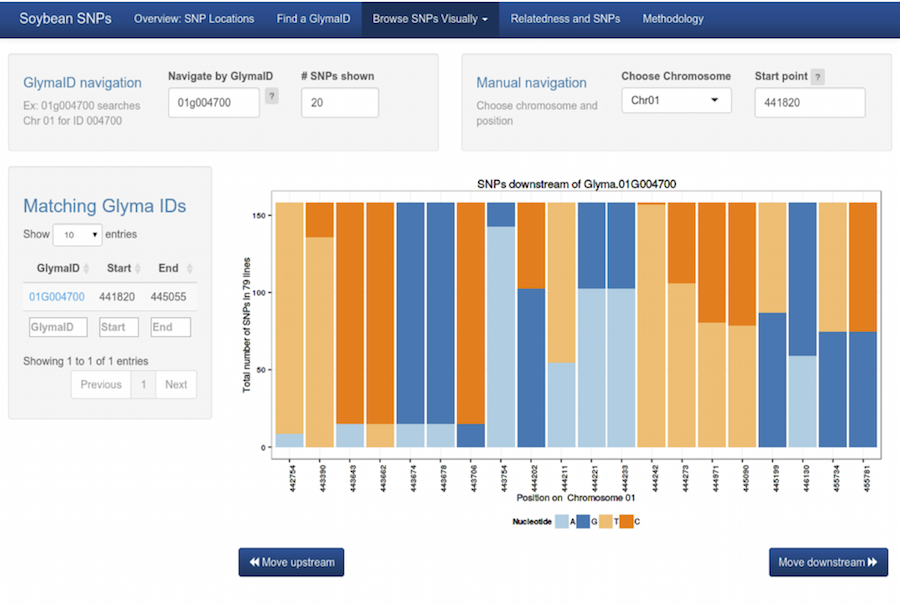 Soybean SNPs Overview: SNP Locations Find a GlymaID Browse SNPs Visually Relatedness and SNPs Methodology
GlymaID navigation
Ex: 01g004700 searches
Chr 01 for ID 004700
Navigate by GlymaID # SNPs shown
01g004700 ? 20
Manual navigation
Choose chromosome and
position
Choose Chromosome Start point ?
Chr01 441820
Matching Glyma IDs
Show 10 entries
GlymaID Start End
01G004700 441820 445055
GlymaID Start End
Showing 1 to 1 of 1 entries
Previous 1 Next
SNPs downstream of Glyma.01G004700
Total number of SNPs in 79 lines
150
100
50
0
442754 443390 443643 443662 443674 443678 443706 443754 444202 444211 444221 444233 444242 444273 444971 445090 445199 446130 455734 455781
Position on Chromosome 01
Nucleotide A G T C
Move upstream Move downstream